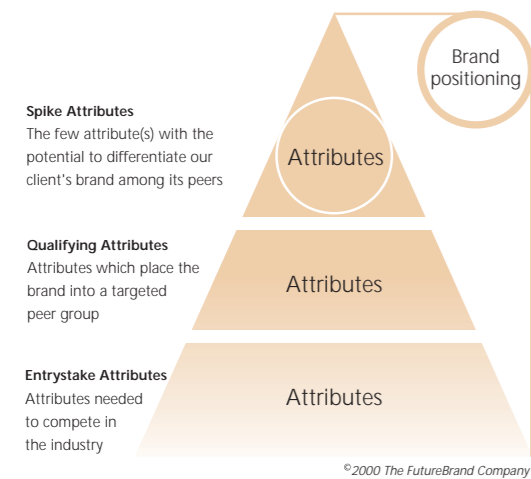 Brand
positioning
Spike Attributes
The few attribute(s) with the
potential to differentiate our
client's brand among its peers
Attributes
Qualifying Attributes
Attributes which place the
brand into a targeted
peer group
Attributes
Entrystake Attributes
Attributes needed
to compete in
the industry
Attributes
©2000 The FutureBrand Company